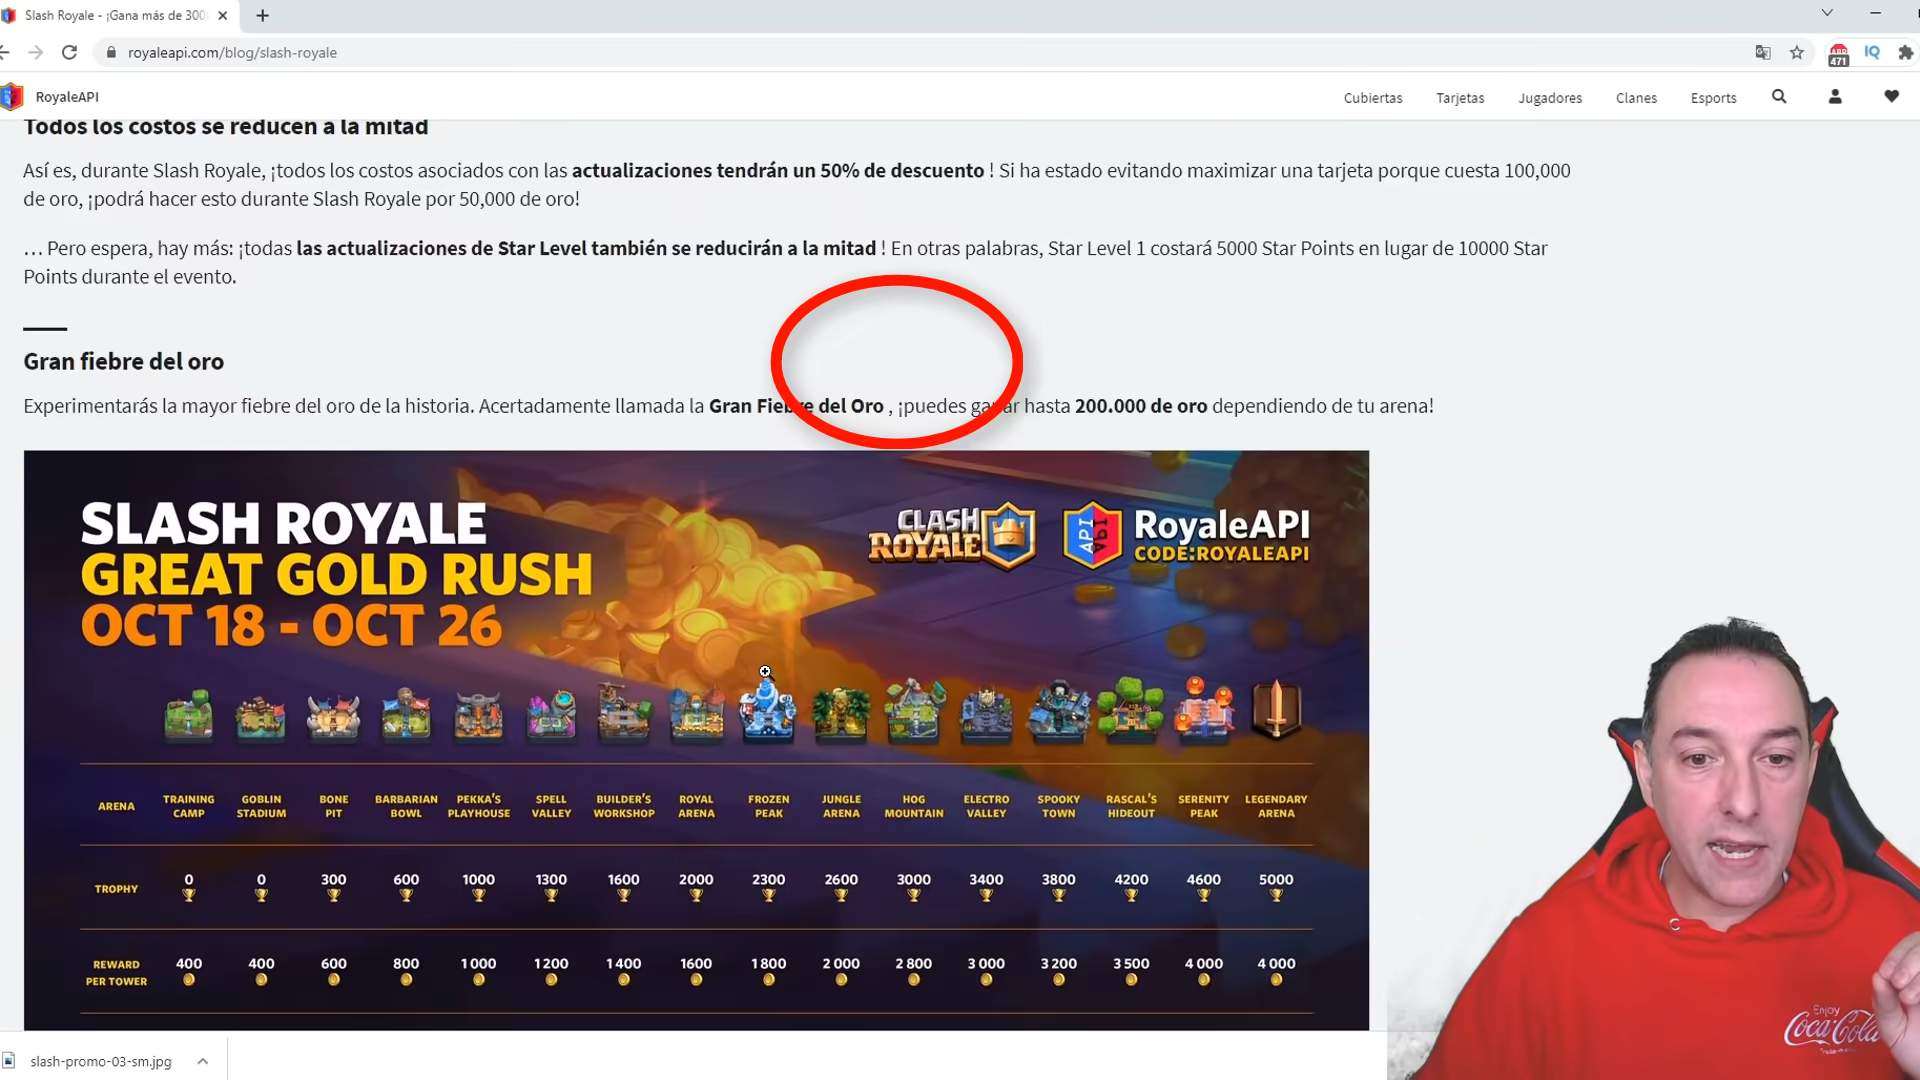 Slash Royale - ¡Gana más de 300
royaleapi.com/blog/slash-royale
ABP
471
IQ
RoyaleAPI
Cubiertas
Tarjetas
Jugadores
Clanes
Esports
Todos los costos se reducen a la mitad
Así es, durante Slash Royale, ¡todos los costos asociados con las actualizaciones tendrán un 50% de descuento ! Si ha estado evitando maximizar una tarjeta porque cuesta 100,000
de oro, ¡podrá hacer esto durante Slash Royale por 50,000 de oro!
… Pero espera, hay más: ¡todas las actualizaciones de Star Level también se reducirán a la mitad ! En otras palabras, Star Level 1 costará 5000 Star Points en lugar de 10000 Star
Points durante el evento.
Gran fiebre del oro
Experimentarás la mayor fiebre del oro de la historia. Acertadamente llamada la Gran Fiebre del Oro , ¡puedes ganar hasta 200.000 de oro dependiendo de tu arena!
SLASH ROYALE
GREAT GOLD RUSH
OCT 18 - OCT 26
CLASH
ROYALE
API
API
RoyaleAPI
CODE:ROYALEAPI
ARENA
TRAINING CAMP
GOBLIN STADIUM
BONE PIT
BARBARIAN BOWL
PEKKA'S PLAYHOUSE
SPELL VALLEY
BUILDER'S WORKSHOP
ROYAL ARENA
FROZEN PEAK
JUNGLE ARENA
HOG MOUNTAIN
ELECTRO VALLEY
SPOOKY TOWN
RASCAL'S HIDEOUT
SERENITY PEAK
LEGENDARY ARENA
TROPHY
0 0 300 600 1000 1300 1600 2000 2300 2600 3000 3400 3800 4200 4600 5000
REWARD PER TOWER
400 400 600 800 1 000 1 200 1 400 1600 1 800 2 000 2 800 3 000 3 200 3 500 4 000 4 000
Enjoy
Coca-Cola
slash-promo-03-sm.jpg